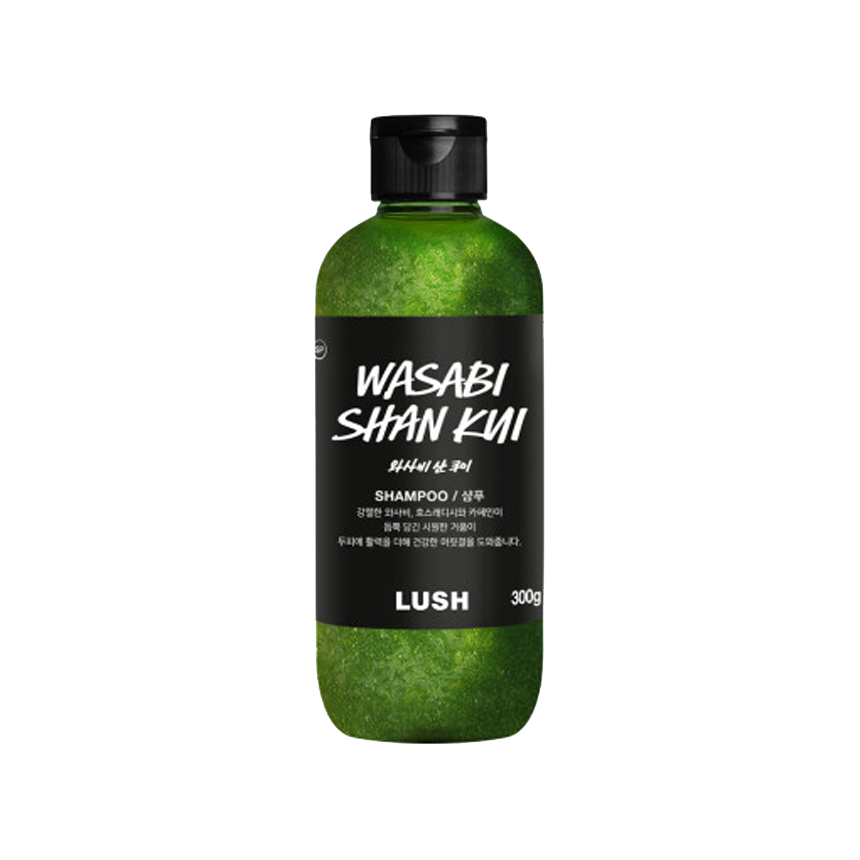 WASABI
SHAN KUI
와사비 샨 쿠이
SHAMPOO / 샴푸
강렬한 와사비, 호스래디시와 카페인이
듬뿍 담긴 시원한 거품이
두피에 활력을 더해 건강한 머릿결을 도와줍니다.
LUSH
300g